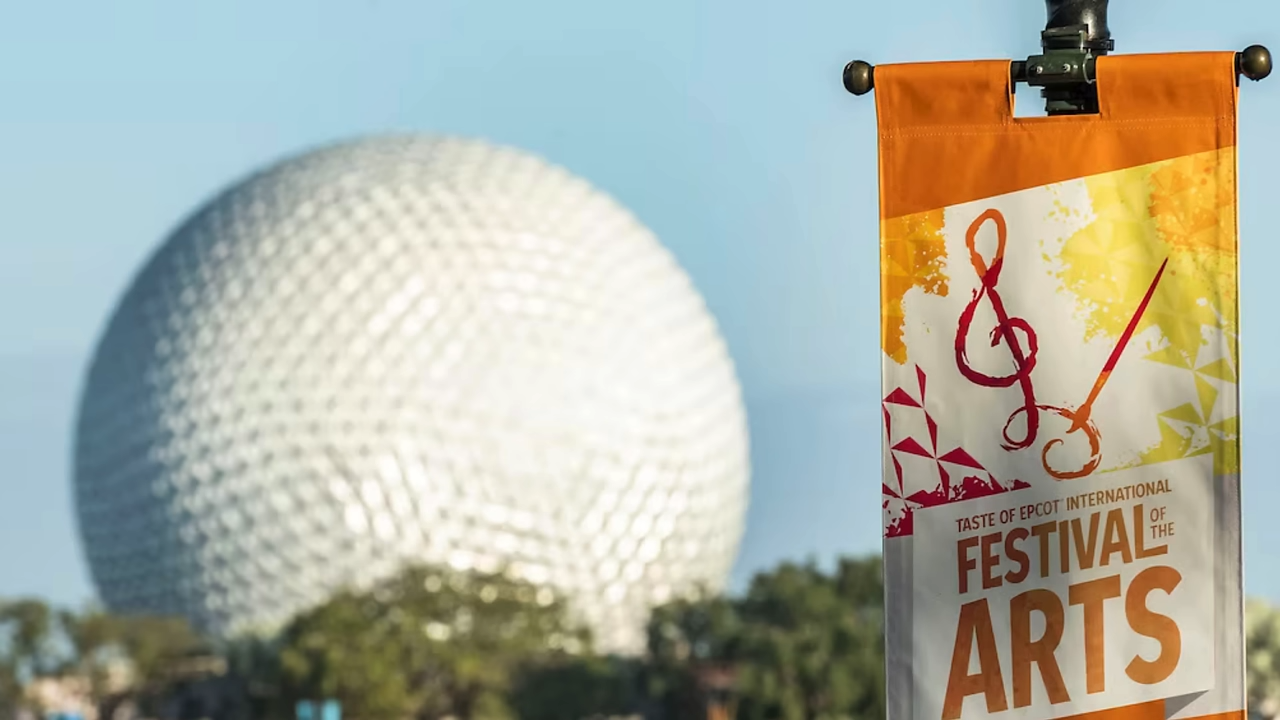 TASTE OF EPCOT INTERNATIONAL
FESTIVAL OF THE
ARTS